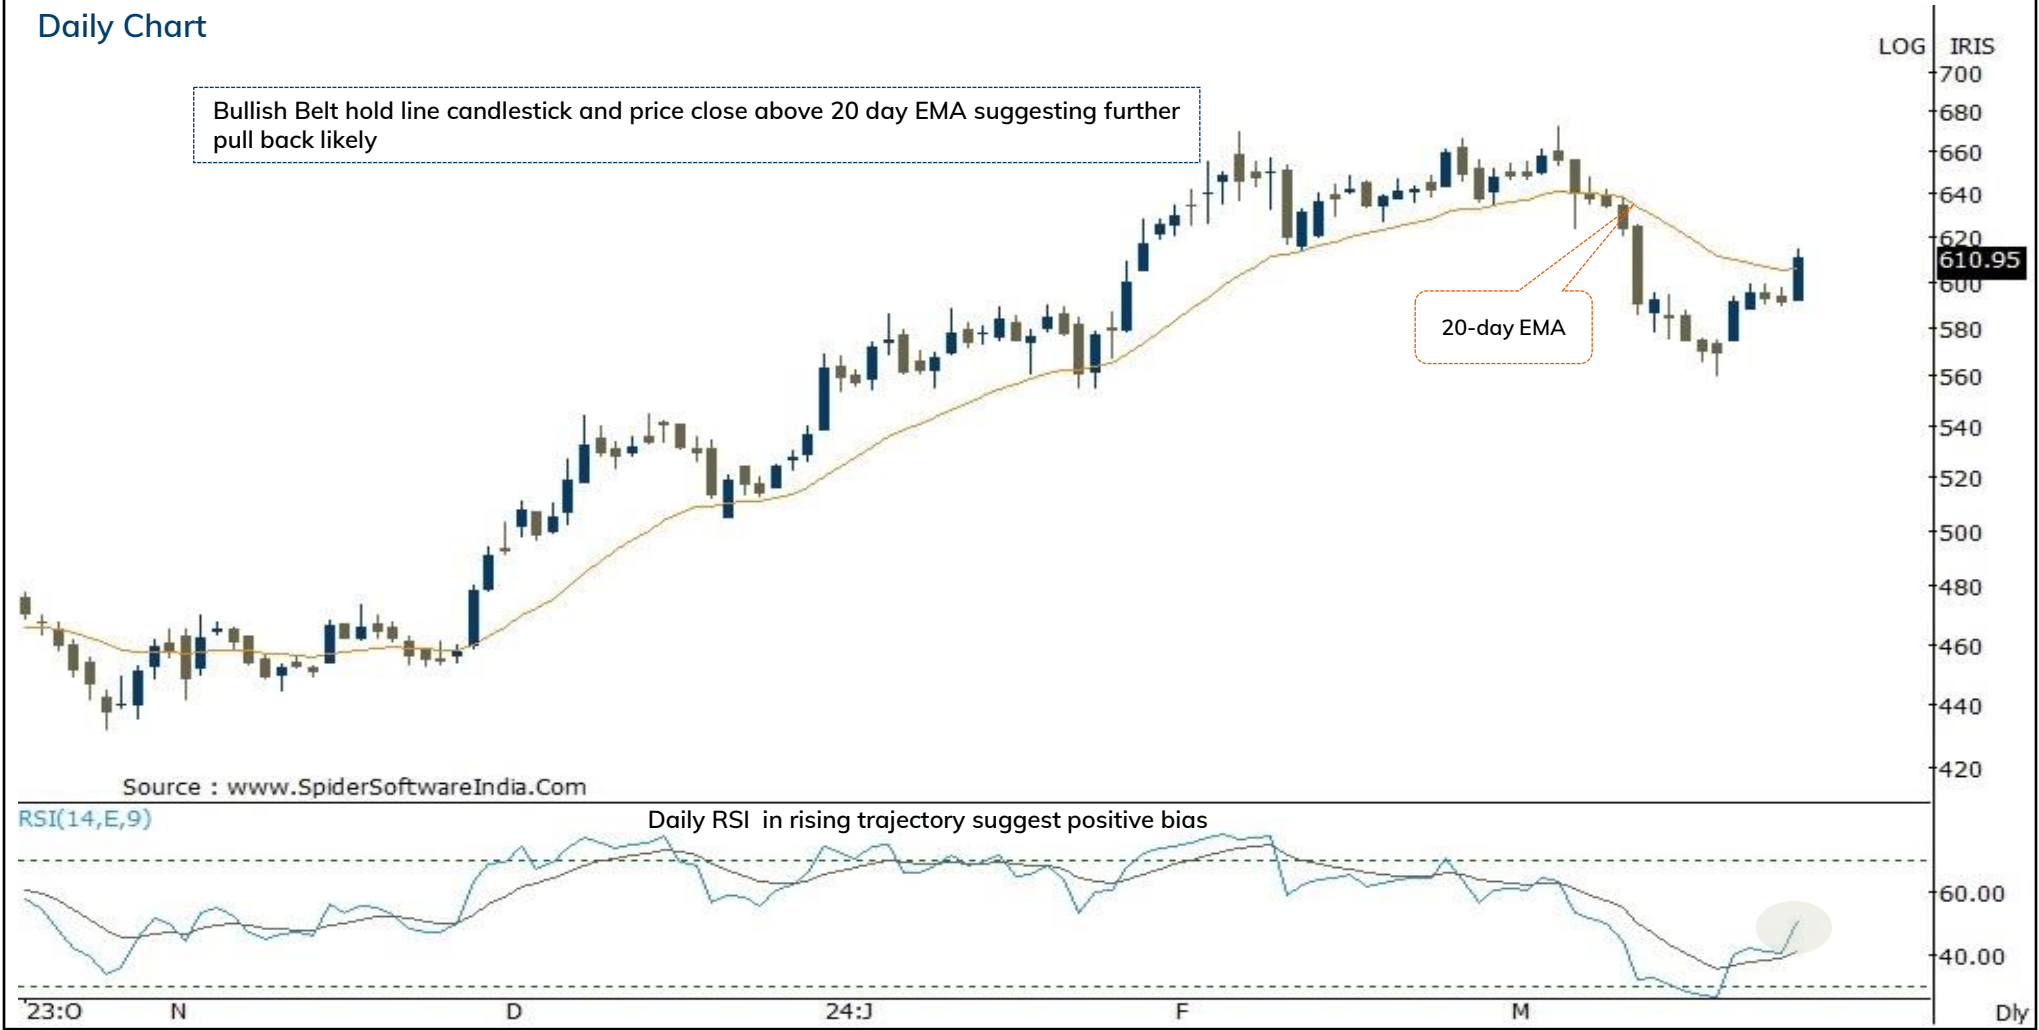 Daily Chart
LOG IRIS
Bullish Belt hold line candlestick and price close above 20 day EMA suggesting further
pull back likely
700
680
660
640
620
610.95
600
580
560
540
520
500
480
460
440
420
20-day EMA
Source : www.SpiderSoftwareIndia.Com
RSI(14,E,9)
Daily RSI in rising trajectory suggest positive bias
60.00
40.00
'23:O N D 24:J F M Dly